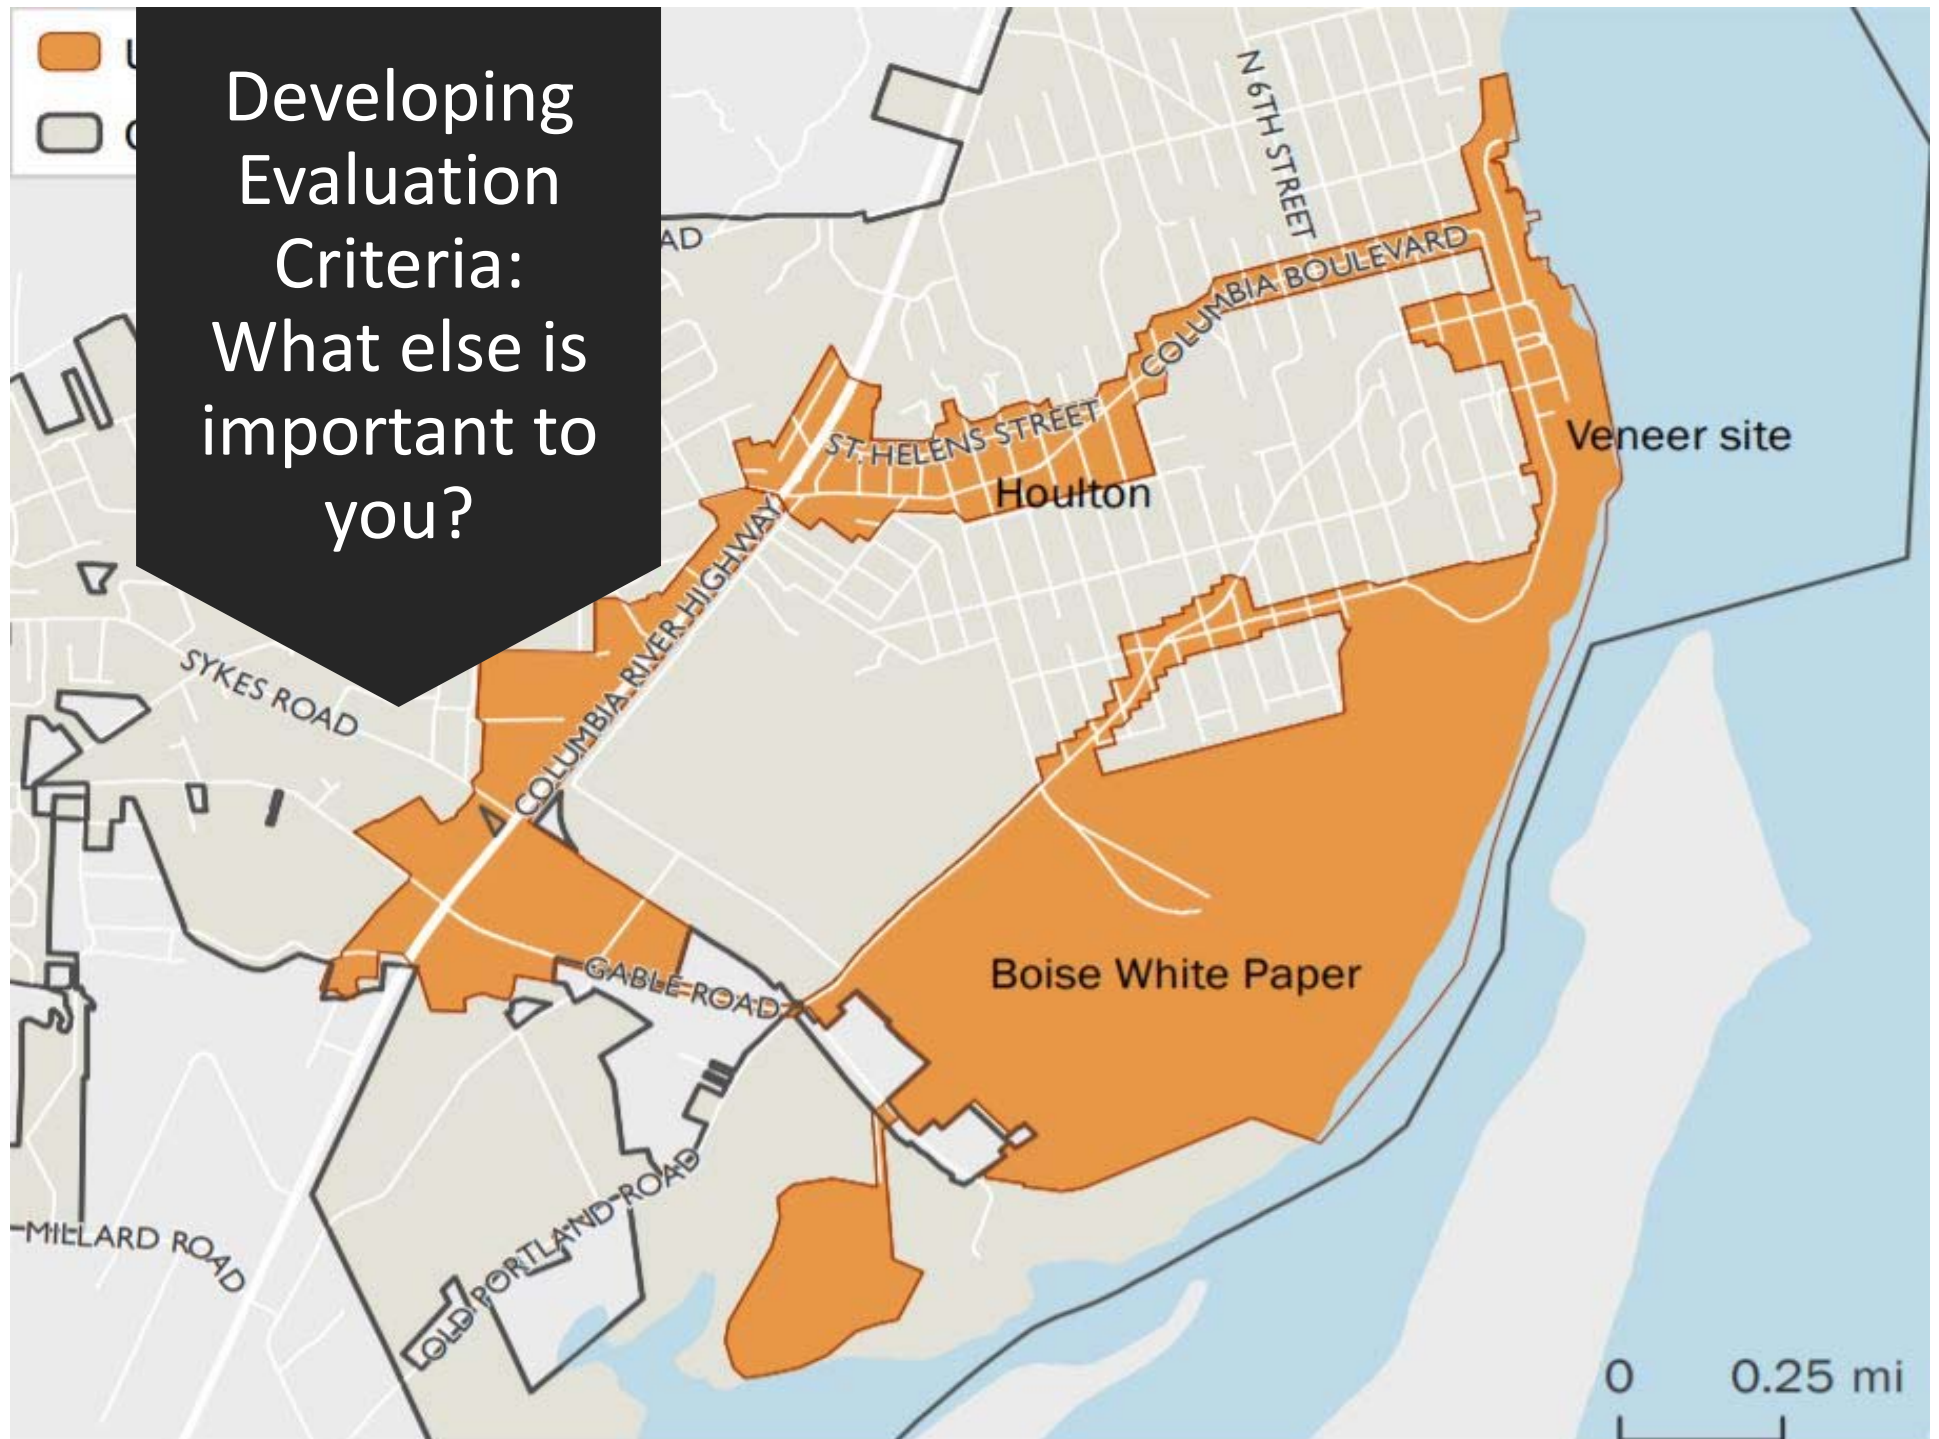 Developing
Evaluation
Criteria:
What else is
important to
you?
N 6TH STREET
COLUMBIA BOULEVARD
ST. HELENS STREET
Houlton
Veneer site
COLUMBIA RIVER HIGHWAY
SYKES ROAD
Boise White Paper
GABLE ROAD
OLD PORTLAND ROAD
MILLARD ROAD
0 0.25 mi